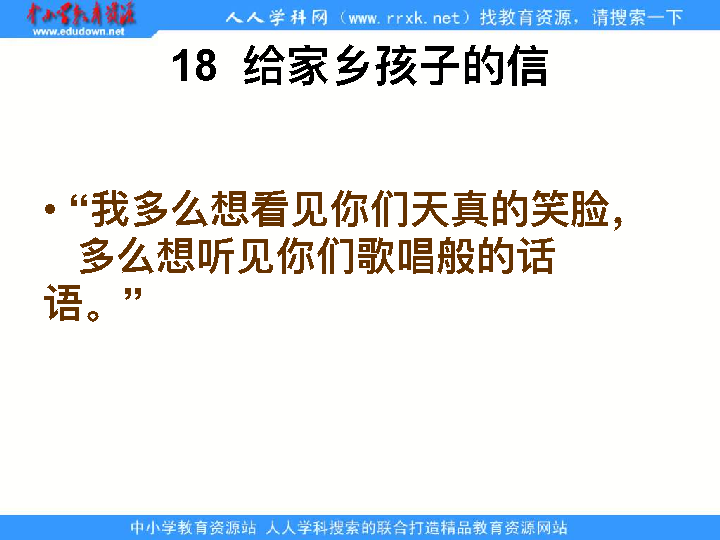 中小学教育资源
www.edudown.net
人人学科网（www.rrxk.net）找教育资源，请搜索一下
18 给家乡孩子的信
• “我多么想看见你们天真的笑脸，
多么想听见你们歌唱般的话
语。”
中小学教育资源站 人人学科搜索的联合打造精品教育资源网站